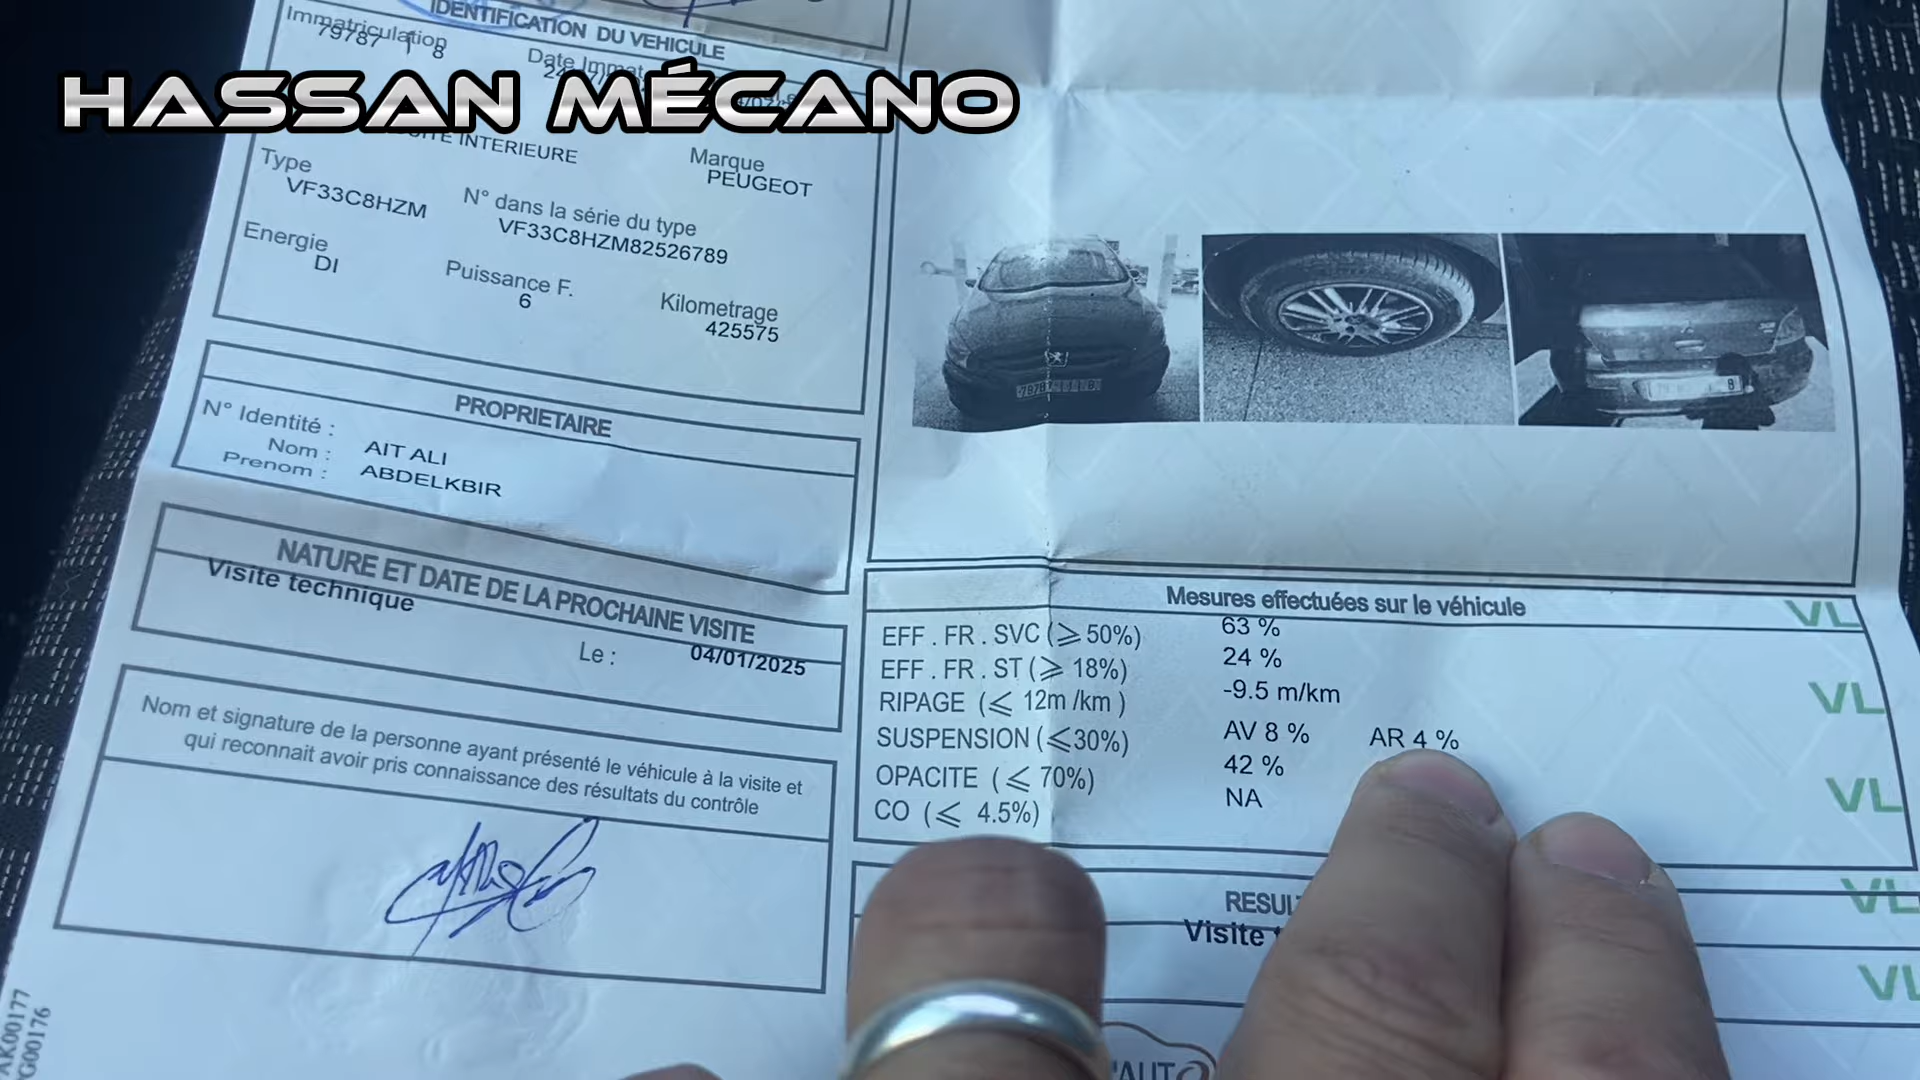 IDENTIFICATION DU VEHICULE
Immatriculation
79787 8
Date Immat
HASSAN MÉCANO
INTERIEURE
Marque
PEUGEOT
Type
VF33C8HZM
N° dans la série du type
VF33C8HZM82526789
Energie
DI
Puissance F.
6
Kilometrage
425575
PROPRIETAIRE
N° Identité :
Nom : AIT ALI
Prenom : ABDELKBIR
NATURE ET DATE DE LA PROCHAINE VISITE
Visite technique
Le : 04/01/2025
Nom et signature de la personne ayant présenté le véhicule à la visite et
qui reconnait avoir pris connaissance des résultats du contrôle
AK00177
PG00176
Mesures effectuées sur le véhicule
EFF . FR . SVC (⩾ 50%) 63 %
EFF . FR . ST (⩾ 18%) 24 %
RIPAGE (⩽ 12m /km ) -9.5 m/km
SUSPENSION (⩽30%) AV 8 % AR 4 %
OPACITE (⩽ 70%) 42 %
CO (⩽ 4.5%) NA
VL
VL
VL
VL
VL
RESUL
Visite
'AUTO